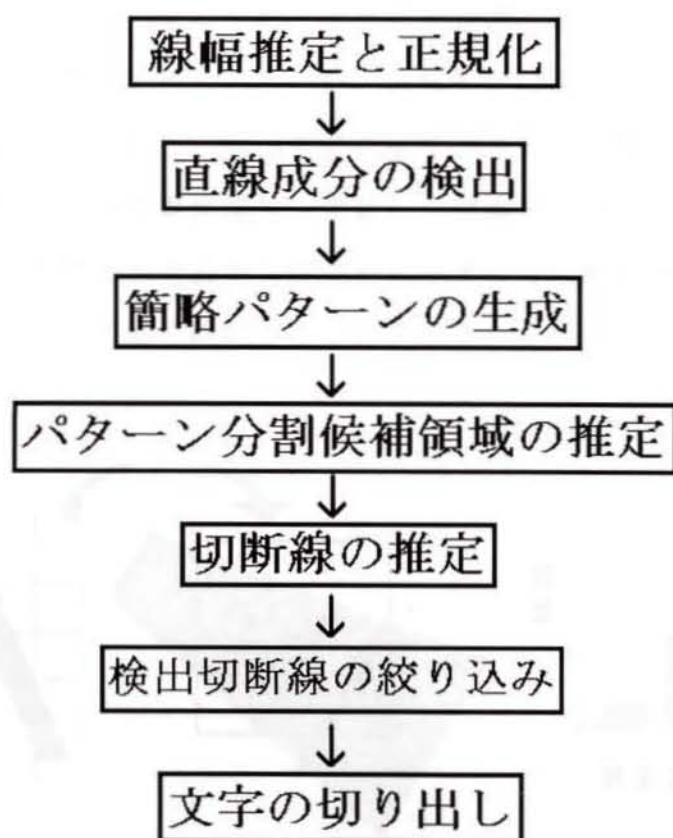 線幅推定と正規化
直線成分の検出
簡略パターンの生成
パターン分割候補領域の推定
切断線の推定
検出切断線の絞り込み
文字の切り出し